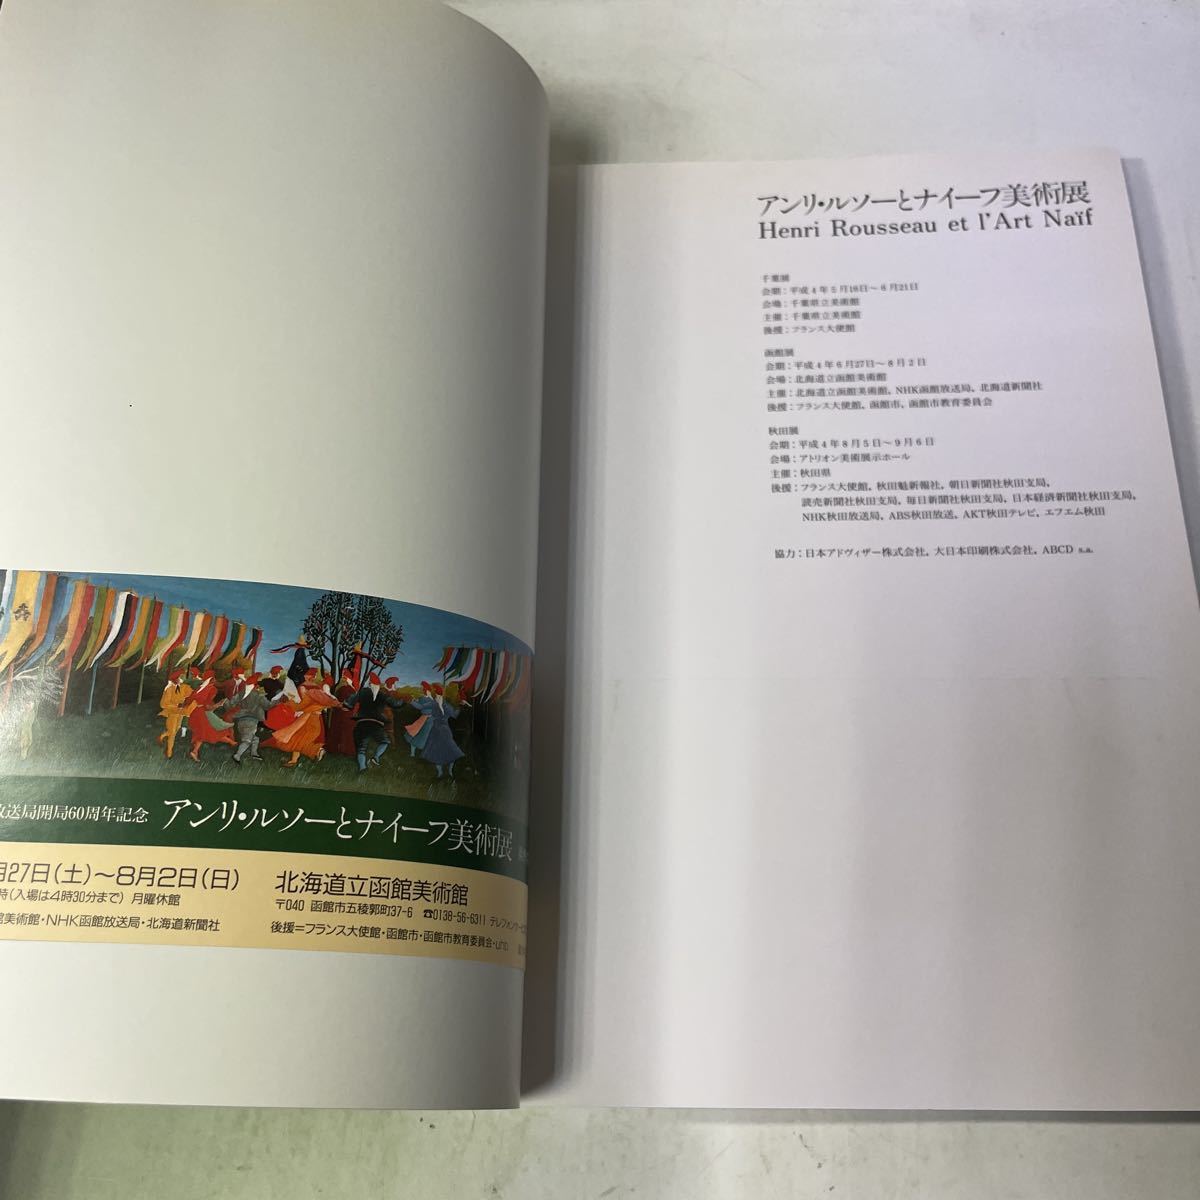 放送局開局60周年記念 アンリ・ルソーとナイーフ美術展
月27日(土)〜8月2日(日)
時(入場は4時30分まで) 月曜休館
館美術館・NHK函館放送局・北海道新聞社
北海道立函館美術館
〒040 函館市五稜郭町37-6 ☎0138-56-6311 テレフォンサービス
後援=フランス大使館・函館市・函館市教育委員会・uhb
アンリ・ルソーとナイーフ美術展
Henri Rousseau et l'Art Naïf
千葉展
会期:平成4年5月16日〜6月21日
会場:千葉県立美術館
主催:千葉県立美術館
後援:フランス大使館
函館展
会期:平成4年6月27日〜8月2日
会場:北海道立函館美術館
主催:北海道立函館美術館, NHK函館放送局, 北海道新聞社
後援:フランス大使館, 函館市, 函館市教育委員会
秋田展
会期:平成4年8月5日〜9月6日
会場:アトリオン美術展示ホール
主催:秋田県
後援:フランス大使館, 秋田魁新報社, 朝日新聞社秋田支局,
読売新聞社秋田支局, 毎日新聞社秋田支局, 日本経済新聞社秋田支局,
NHK秋田放送局, ABS秋田放送, AKT秋田テレビ, エフエム秋田
協力:日本アドヴィザー株式会社, 大日本印刷株式会社, ABCD s.a.